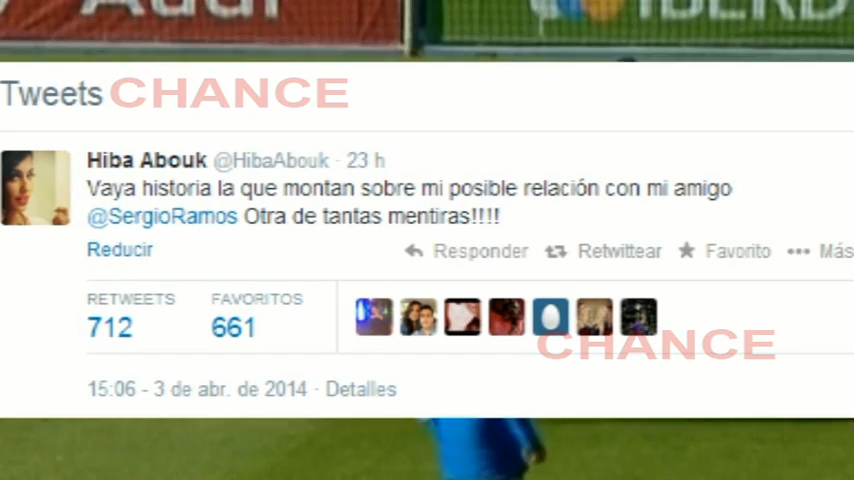 Audi
IBERD
Tweets CHANCE
Hiba Abouk @HibaAbouk · 23 h
Vaya historia la que montan sobre mi posible relación con mi amigo
@SergioRamos Otra de tantas mentiras!!!!
Reducir Responder Retwittear Favorito Más
RETWEETS FAVORITOS
712 661
CHANCE
15:06 - 3 de abr. de 2014 · Detalles